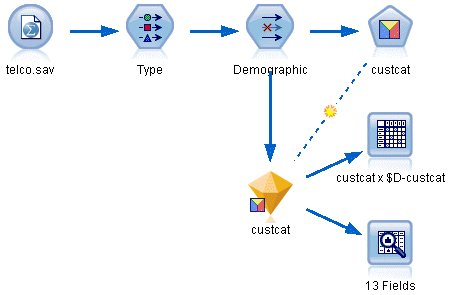 telco.sav
Type
Demographic
custcat
custcat x $D-custcat
custcat
13 Fields